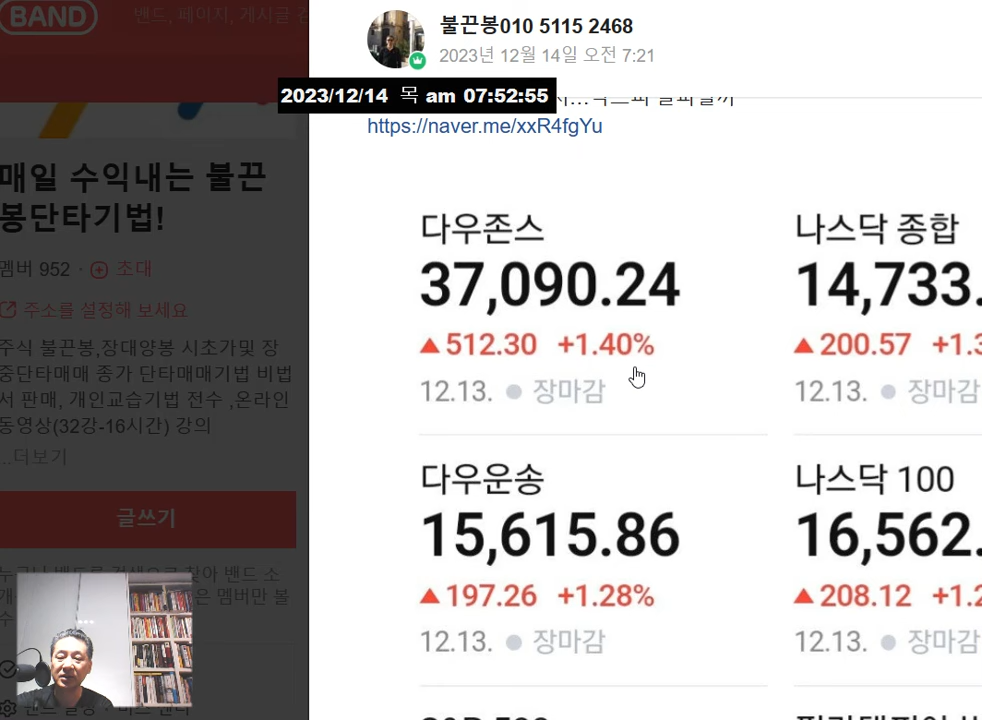 BAND
밴드, 페이지, 게시글 검
매일 수익내는 불끈
봉단타기법!
멤버 952 · 초대
주소를 설정해 보세요
주식 불끈봉,장대양봉 시초가및 장
중단타매매 종가 단타매매기법 비법
서 판매, 개인교습기법 전수 ,온라인
동영상(32강-16시간) 강의
...더보기
글쓰기
불끈봉010 5115 2468
2023년 12월 14일 오전 7:21
2023/12/14 목 am 07:52:55
https://naver.me/xxR4fgYu
다우존스
37,090.24
▲512.30 +1.40%
12.13. ● 장마감
나스닥 종합
14,733.
▲200.57 +1.3
12.13. ● 장마감
다우운송
15,615.86
▲197.26 +1.28%
12.13. ● 장마감
나스닥 100
16,562.
▲208.12 +1.2
12.13. ● 장마감